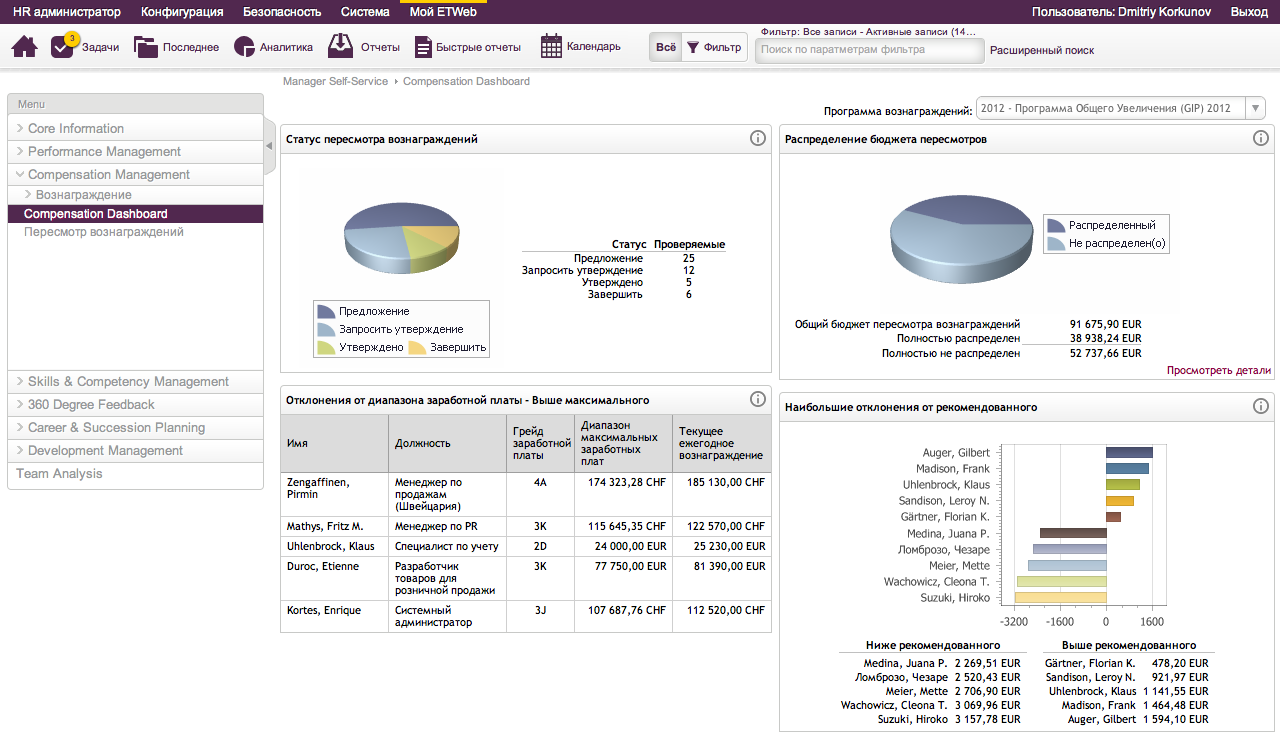 HR администратор Конфигурация Безопасность Система Мой ETWeb Пользователь: Dmitriy Korkunov Выход
3 Задачи Последнее Аналитика Отчеты Быстрые отчеты Календарь Всё Фильтр
Фильтр: Все записи - Активные записи (14...
Поиск по паратметрам фильтра Расширенный поиск
Manager Self-Service Compensation Dashboard
Menu
Core Information
Performance Management
Compensation Management
Вознаграждение
Compensation Dashboard
Пересмотр вознаграждений
Skills & Competency Management
360 Degree Feedback
Career & Succession Planning
Development Management
Team Analysis
Программа вознаграждений: 2012 - Программа Общего Увеличения (GIP) 2012
Статус пересмотра вознаграждений
Статус Проверяемые
Предложение 25
Запросить утверждение 12
Утверждено 5
Завершить 6
Предложение
Запросить утверждение
Утверждено Завершить
Распределение бюджета пересмотров
Распределенный
Не распределен(о)
Общий бюджет пересмотра вознаграждений 91 675,90 EUR
Полностью распределен 38 938,24 EUR
Полностью не распределен 52 737,66 EUR
Просмотреть детали
Отклонения от диапазона заработной платы - Выше максимального
Имя Должность Грейд заработной платы Диапазон максимальных заработных плат Текущее ежегодное вознаграждение
Zengaffinen, Pirmin Менеджер по продажам (Швейцария) 4A 174 323,28 CHF 185 130,00 CHF
Mathys, Fritz M. Менеджер по PR 3K 115 645,35 CHF 122 570,00 CHF
Uhlenbrock, Klaus Специалист по учету 2D 24 000,00 EUR 25 230,00 EUR
Duroc, Etienne Разработчик товаров для розничной продажи 3K 77 750,00 EUR 81 390,00 EUR
Kortes, Enrique Системный администратор 3J 107 687,76 CHF 112 520,00 CHF
Наибольшие отклонения от рекомендованного
Auger, Gilbert
Madison, Frank
Uhlenbrock, Klaus
Sandison, Leroy N.
Gärtner, Florian K.
Medina, Juana P.
Ломброзо, Чезаре
Meier, Mette
Wachowicz, Cleona T.
Suzuki, Hiroko
-3200 -1600 0 1600
Ниже рекомендованного
Medina, Juana P. 2 269,51 EUR
Ломброзо, Чезаре 2 520,43 EUR
Meier, Mette 2 706,90 EUR
Wachowicz, Cleona T. 3 069,96 EUR
Suzuki, Hiroko 3 157,78 EUR
Выше рекомендованного
Gärtner, Florian K. 478,20 EUR
Sandison, Leroy N. 921,97 EUR
Uhlenbrock, Klaus 1 141,55 EUR
Madison, Frank 1 464,48 EUR
Auger, Gilbert 1 594,10 EUR